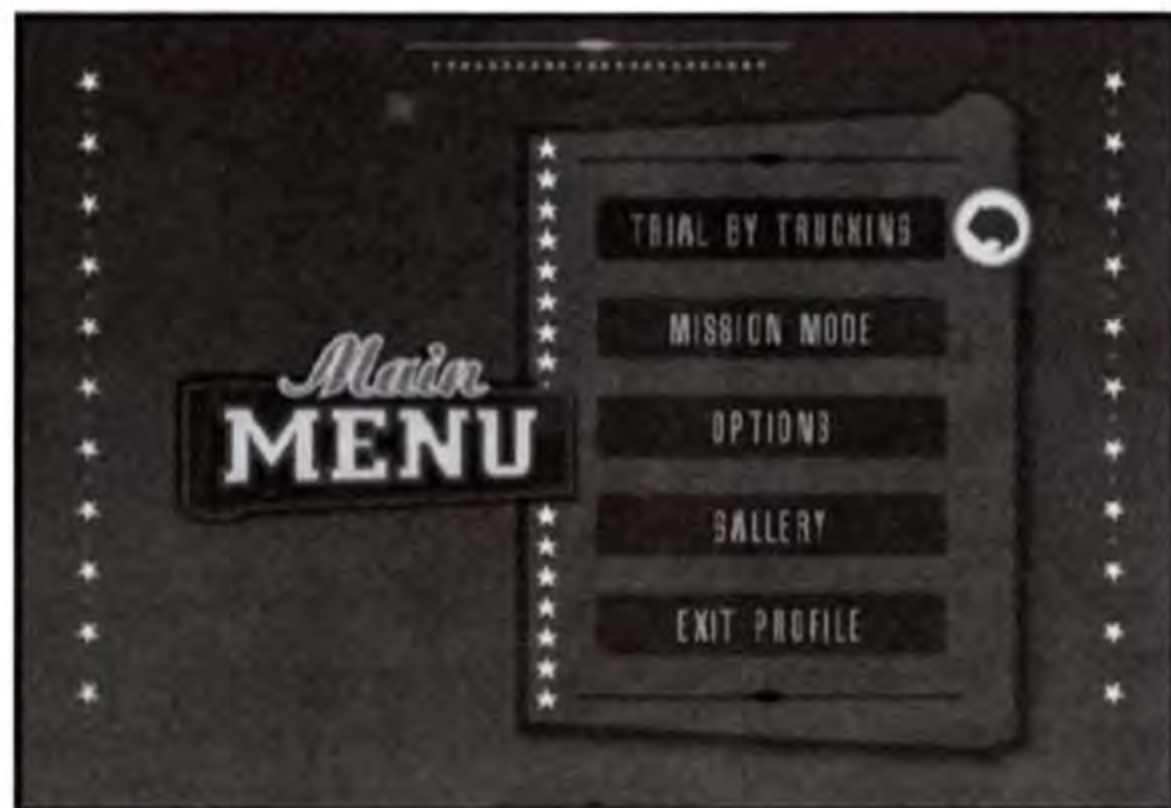 Main
MENU
TRIAL BY TRUCKING
MISSION MODE
OPTIONS
GALLERY
EXIT PROFILE